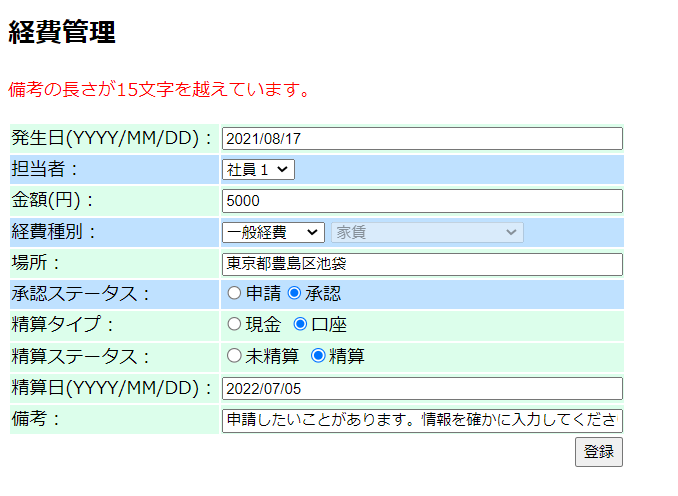 経費管理
備考の長さが15文字を越えています。
発生日(YYYY/MM/DD)： 2021/08/17
担当者： 社員１
金額(円)： 5000
経費種別： 一般経費 家賃
場所： 東京都豊島区池袋
承認ステータス： 申請 承認
精算タイプ： 現金 口座
精算ステータス： 未精算 精算
精算日(YYYY/MM/DD)： 2022/07/05
備考： 申請したいことがあります。情報を確かに入力してくださ
登録